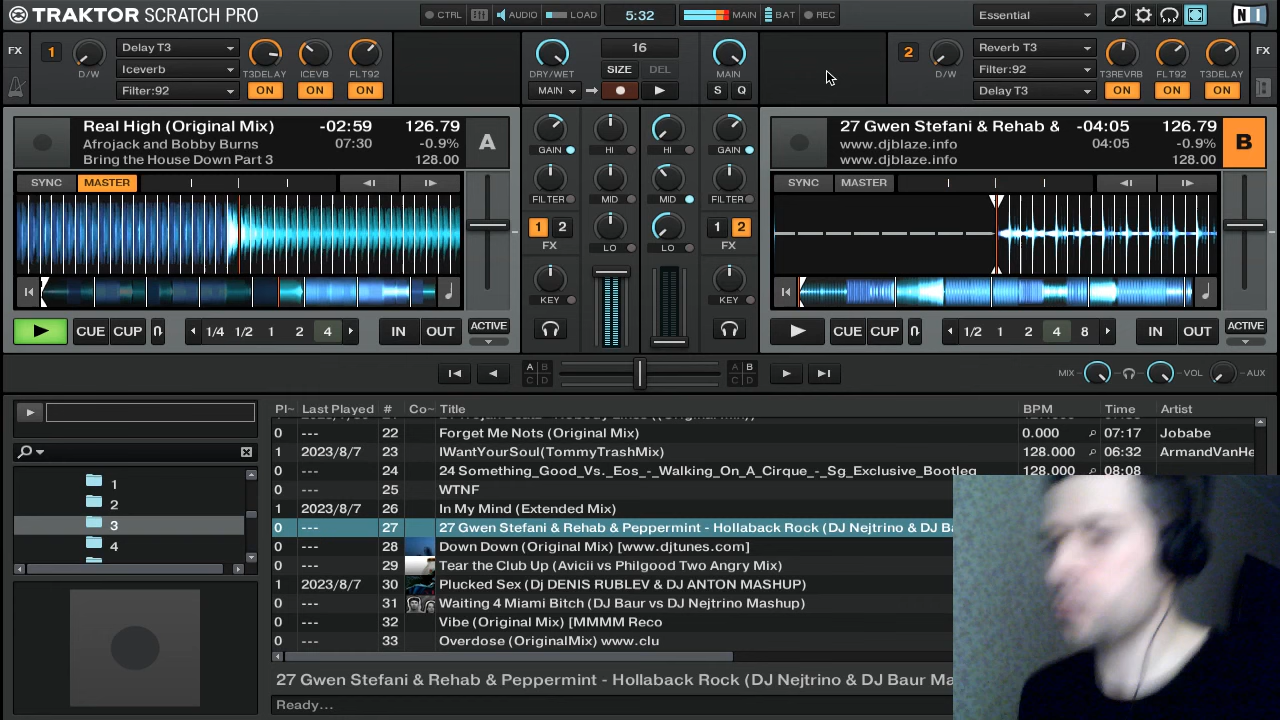 TRAKTOR SCRATCH PRO
CTRL AUDIO LOAD 5:32 MAIN BAT REC Essential
FX 1 Delay T3 Iceverb Filter:92
D/W T3DELAY ICEVB FLT92
ON ON ON
DRY/WET 16 MAIN
SIZE DEL
MAIN S Q
2 Reverb T3 Filter:92 Delay T3 FX
D/W T3REVRB FLT92 T3DELAY
ON ON ON
Real High (Original Mix) -02:59 126.79
Afrojack and Bobby Burns 07:30 -0.9%
Bring the House Down Part 3 128.00
A
SYNC MASTER
CUE CUP 1/4 1/2 1 2 4 IN OUT ACTIVE
GAIN HI GAIN
FILTER MID MID FILTER
1 2 LO LO 1 2
FX FX
KEY KEY
27 Gwen Stefani & Rehab & -04:05 126.79
www.djblaze.info 04:05 -0.9%
www.djblaze.info 128.00
B
SYNC MASTER
CUE CUP 1/2 1 2 4 8 IN OUT ACTIVE
A B C D A B C D
MIX VOL AUX
Pl~ Last Played # Co~ Title BPM Time Artist
0 --- 22 Forget Me Nots (Original Mix) 0.000 07:17 Jobabe
1 2023/8/7 23 IWantYourSoul(TommyTrashMix) 128.000 06:32 ArmandVanHe
0 --- 24 24 Something_Good_Vs._Eos_-_Walking_On_A_Cirque_-_Sg_Exclusive_Bootleg 128.000 08:08
0 --- 25 WTNF
1 2023/8/7 26 In My Mind (Extended Mix)
0 --- 27 27 Gwen Stefani & Rehab & Peppermint - Hollaback Rock (DJ Nejtrino & DJ Ba
0 --- 28 Down Down (Original Mix) [www.djtunes.com]
0 --- 29 Tear the Club Up (Avicii vs Philgood Two Angry Mix)
1 2023/8/7 30 Plucked Sex (Dj DENIS RUBLEV & DJ ANTON MASHUP)
0 --- 31 Waiting 4 Miami Bitch (DJ Baur vs DJ Nejtrino Mashup)
0 --- 32 Vibe (Original Mix) [MMMM Reco
0 --- 33 Overdose (OriginalMix) www.clu
1
2
3
4
27 Gwen Stefani & Rehab & Peppermint - Hollaback Rock (DJ Nejtrino & DJ Baur Ma
Ready...